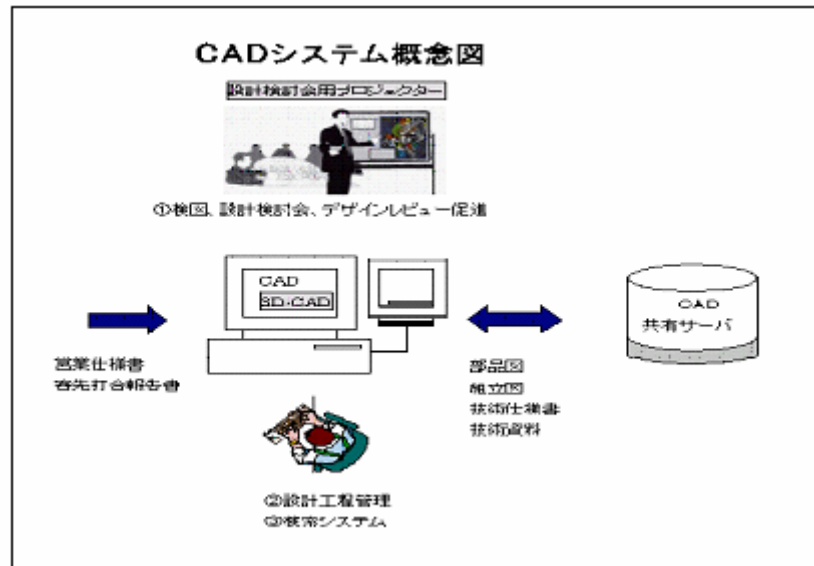 CADシステム概念図
設計検討会用プロジェクター
①検図、設計検討会、デザインレビュー促進
CAD
3D-CAD
営業仕様書
客先打合報告書
部品図
組立図
技術仕様書
技術資料
CAD
共有サーバ
②設計工程管理
③検索システム